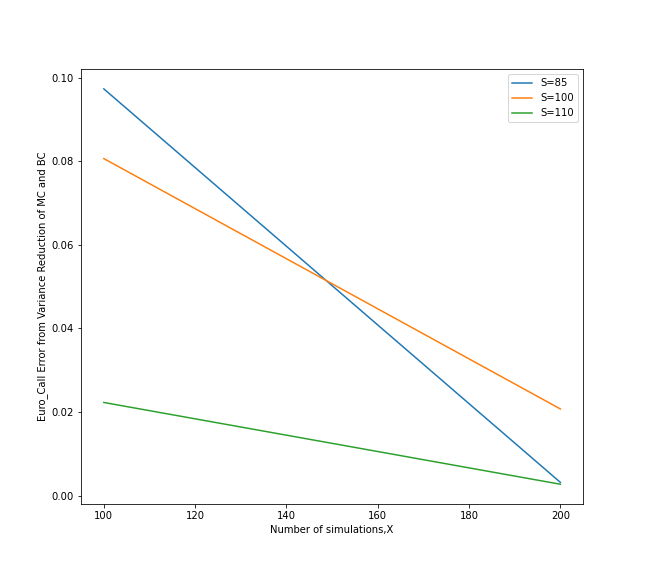 S=85
S=100
S=110
Euro_Call Error from Variance Reduction of MC and BC
0.10
0.08
0.06
0.04
0.02
0.00
100 120 140 160 180 200
Number of simulations,X